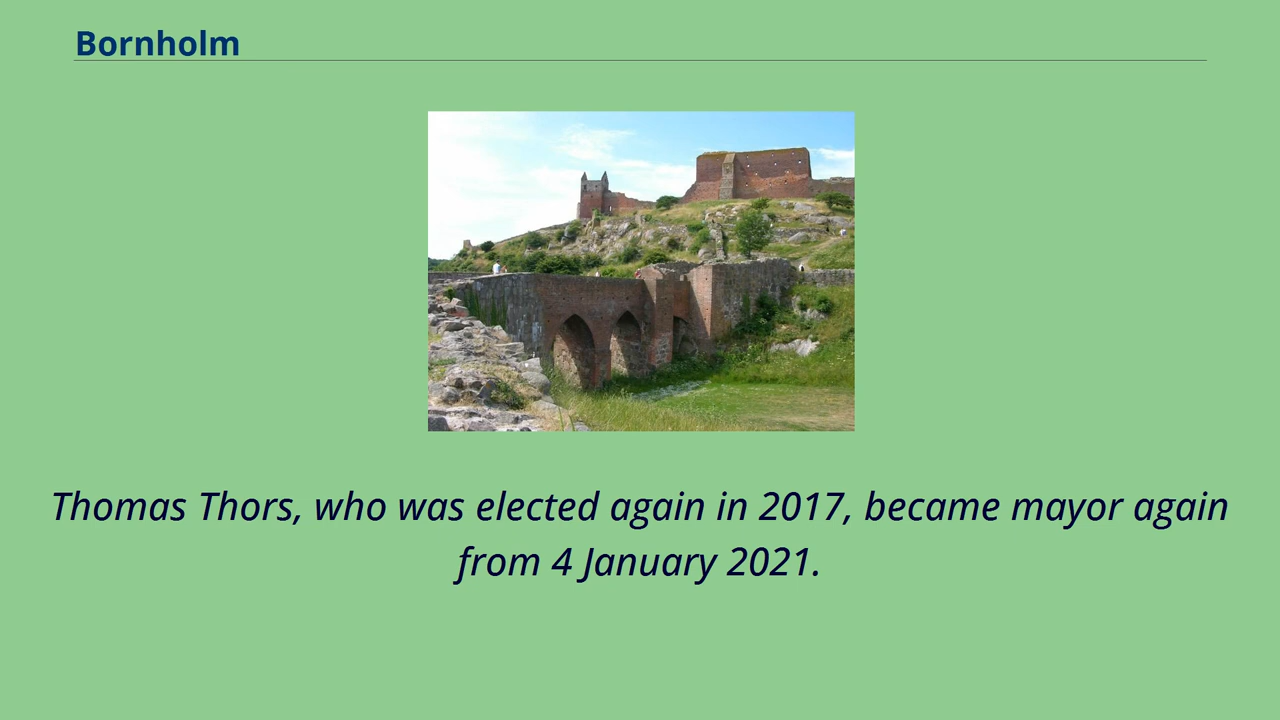 Bornholm
Thomas Thors, who was elected again in 2017, became mayor again
from 4 January 2021.